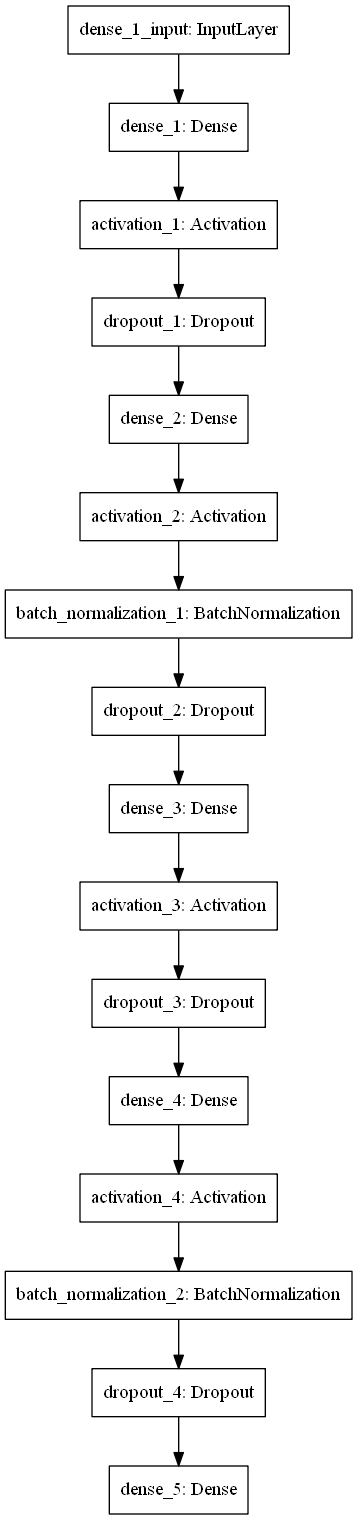 dense_1_input: InputLayer
dense_1: Dense
activation_1: Activation
dropout_1: Dropout
dense_2: Dense
activation_2: Activation
batch_normalization_1: BatchNormalization
dropout_2: Dropout
dense_3: Dense
activation_3: Activation
dropout_3: Dropout
dense_4: Dense
activation_4: Activation
batch_normalization_2: BatchNormalization
dropout_4: Dropout
dense_5: Dense